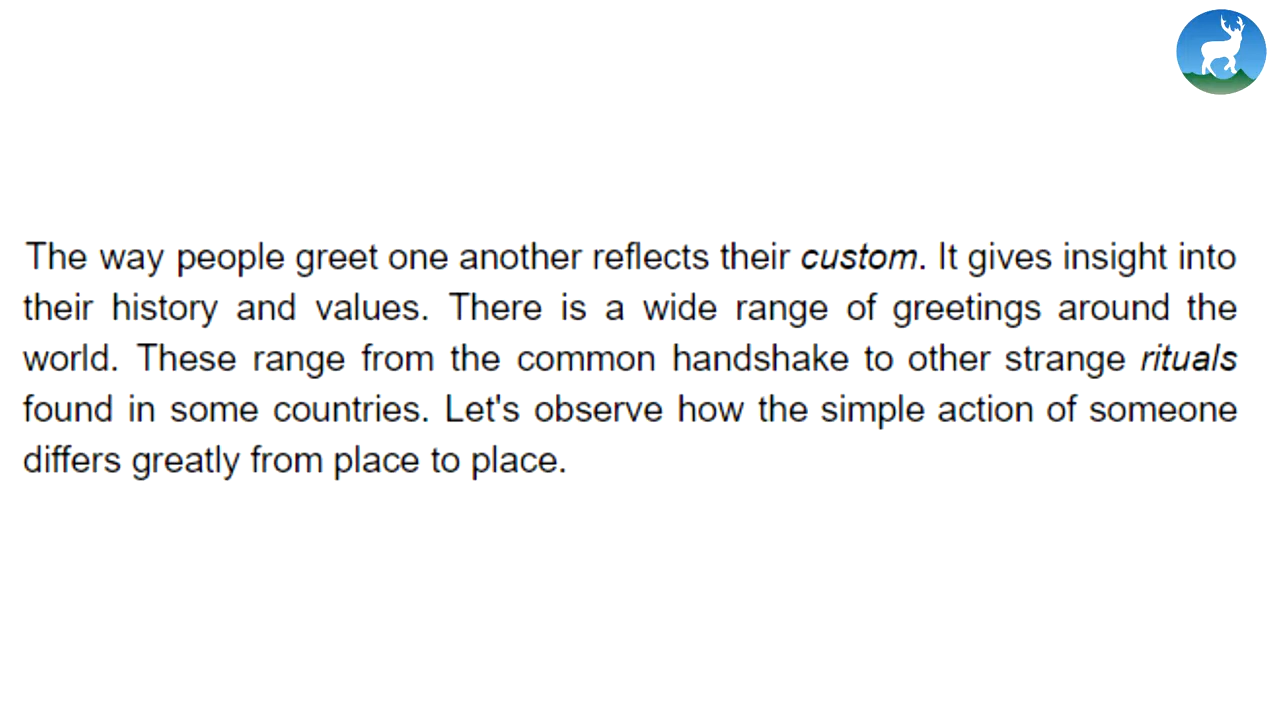 The way people greet one another reflects their custom. It gives insight into
their history and values. There is a wide range of greetings around the
world. These range from the common handshake to other strange rituals
found in some countries. Let's observe how the simple action of someone
differs greatly from place to place.